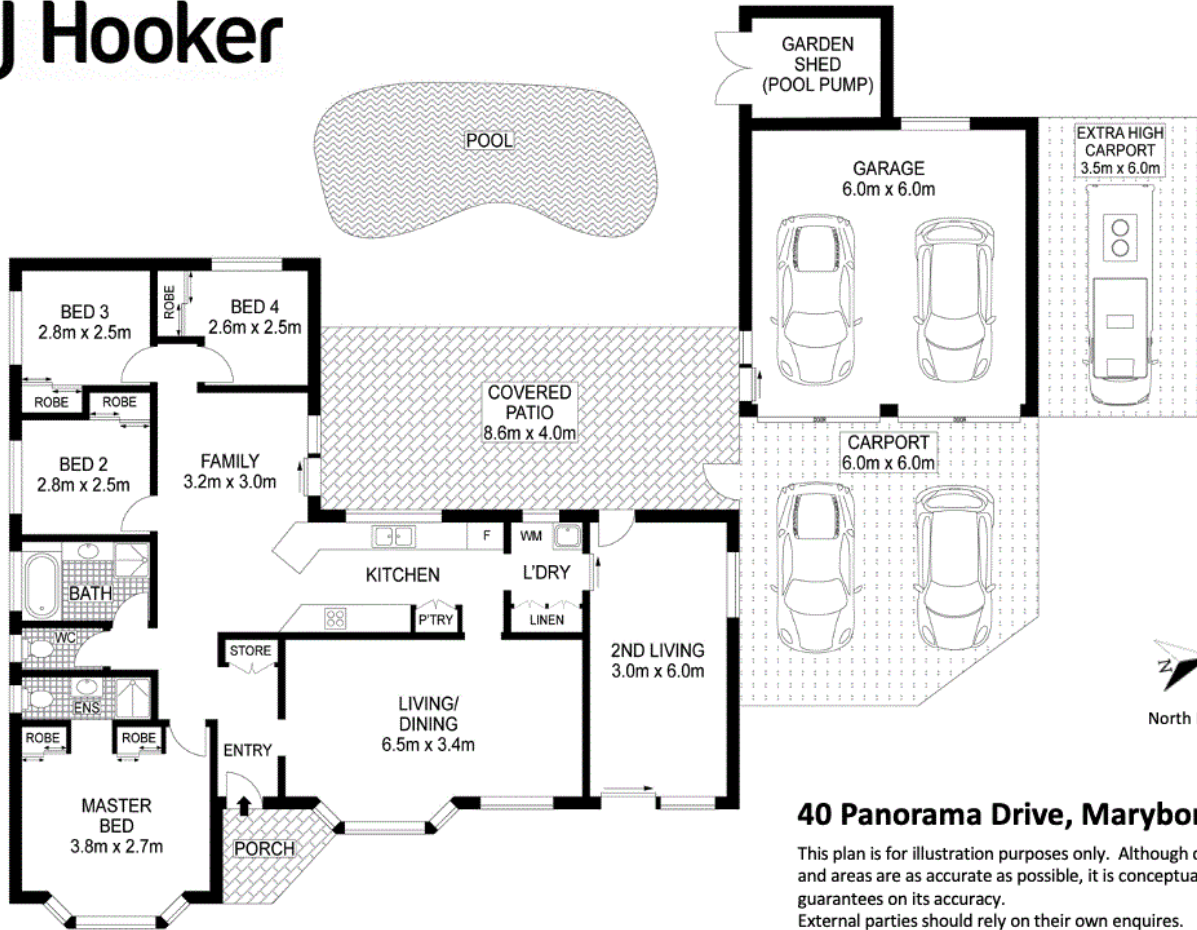 J Hooker
GARDEN
SHED
(POOL PUMP)
POOL
EXTRA HIGH
CARPORT
3.5m x 6.0m
GARAGE
6.0m x 6.0m
BED 3
2.8m x 2.5m
ROBE
BED 4
2.6m x 2.5m
ROBE
ROBE
COVERED
PATIO
8.6m x 4.0m
CARPORT
6.0m x 6.0m
BED 2
2.8m x 2.5m
FAMILY
3.2m x 3.0m
F
WM
KITCHEN
L'DRY
BATH
P'TRY
LINEN
WC
STORE
2ND LIVING
3.0m x 6.0m
ENS
LIVING/
DINING
6.5m x 3.4m
ROBE
ROBE
ENTRY
MASTER
BED
3.8m x 2.7m
PORCH
N
North
40 Panorama Drive, Marybor
This plan is for illustration purposes only. Although
and areas are as accurate as possible, it is conceptua
guarantees on its accuracy.
External parties should rely on their own enquires.